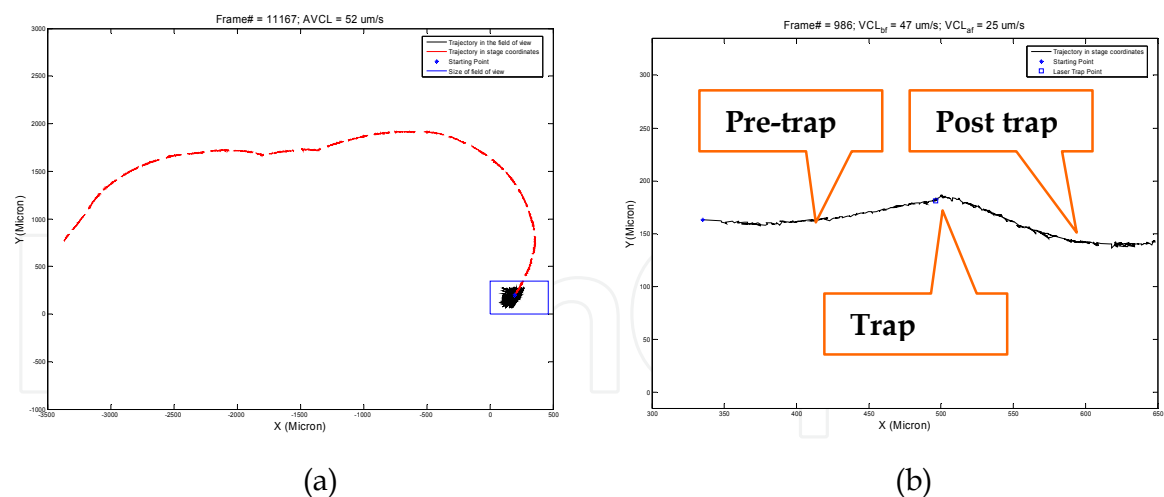 Frame# = 11167; AVCL = 52 um/s
3000
2500
2000
1500
1000
500
0
-500
-1000
-3500 -3000 -2500 -2000 -1500 -1000 -500 0 500
X (Micron)
Y (Micron)
Trajectory in the field of view
Trajectory in stage coordinates
Starting Point
Size of field of view
(a)
Frame# = 986; VCLbf = 47 um/s; VCLaf = 25 um/s
300
250
200
150
100
50
0
300 350 400 450 500 550 600 650
X (Micron)
Y (Micron)
Trajectory in stage coordinates
Starting Point
Laser Trap Point
Pre-trap
Post trap
Trap
(b)